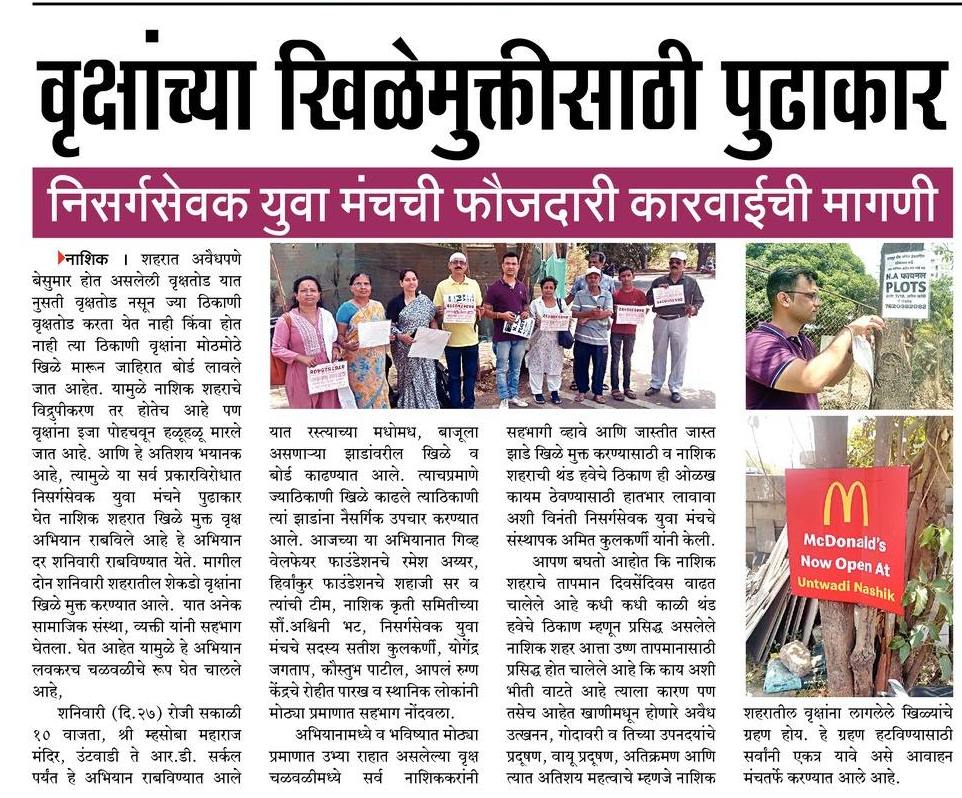 वृक्षांच्या खिळेमुक्तीसाठी पुढाकार
निसर्गसेवक युवा मंचची फौजदारी कारवाईची मागणी
नाशिक । शहरात अवैधपणे
बेसुमार होत असलेली वृक्षतोड यात
नुसती वृक्षतोड नसून ज्या ठिकाणी
वृक्षतोड करता येत नाही किंवा होत
नाही त्या ठिकाणी वृक्षांना मोठमोठे
खिळे मारून जाहिरात बोर्ड लावले
जात आहेत. यामुळे नाशिक शहराचे
विद्रुपीकरण तर होतेच आहे पण
वृक्षांना इजा पोहचवून हळूहळू मारले
जात आहे. आणि हे अतिशय भयानक
आहे, त्यामुळे या सर्व प्रकारविरोधात
निसर्गसेवक युवा मंचने पुढाकार
घेत नाशिक शहरात खिळे मुक्त वृक्ष
अभियान राबविले आहे हे अभियान
दर शनिवारी राबविण्यात येते. मागील
दोन शनिवारी शहरातील शेकडो वृक्षांना
खिळे मुक्त करण्यात आले. यात अनेक
सामाजिक संस्था, व्यक्ती यांनी सहभाग
घेतला. घेत आहेत यामुळे हे अभियान
लवकरच चळवळीचे रूप घेत चालले
आहे,
शनिवारी (दि.२७) रोजी सकाळी
१० वाजता, श्री म्हसोबा महाराज
मंदिर, उंटवाडी ते आर.डी. सर्कल
पर्यंत हे अभियान राबविण्यात आले
यात रस्त्याच्या मधोमध, बाजूला
असणाऱ्या झाडांवरील खिळे व
बोर्ड काढण्यात आले. त्याचप्रमाणे
ज्याठिकाणी खिळे काढले त्याठिकाणी
त्यां झाडांना नैसर्गिक उपचार करण्यात
आले. आजच्या या अभियानात गिव्ह
वेलफेयर फाउंडेशनचे रमेश अय्यर,
हिर्वांकुर फाउंडेशनचे शहाजी सर व
त्यांची टीम, नाशिक कृती समितीच्या
सौ.अश्विनी भट, निसर्गसेवक युवा
मंचचे सदस्य सतीश कुलकर्णी, योगेंद्र
जगताप, कौस्तुभ पाटील, आपलं रुग्ण
केंद्रचे रोहीत पारख व स्थानिक लोकांनी
मोठ्या प्रमाणात सहभाग नोंदवला.
अभियानामध्ये व भविष्यात मोठ्या
प्रमाणात उभ्या राहात असलेल्या वृक्ष
चळवळीमध्ये सर्व नाशिककरांनी
सहभागी व्हावे आणि जास्तीत जास्त
झाडे खिळे मुक्त करण्यासाठी व नाशिक
शहराची थंड हवेचे ठिकाण ही ओळख
कायम ठेवण्यासाठी हातभार लावावा
अशी विनंती निसर्गसेवक युवा मंचचे
संस्थापक अमित कुलकर्णी यांनी केली.
आपण बघतो आहोत कि नाशिक
शहराचे तापमान दिवसेंदिवस वाढत
चालेले आहे कधी कधी काळी थंड
हवेचे ठिकाण म्हणून प्रसिद्ध असलेले
नाशिक शहर आत्ता उष्ण तापमानासाठी
प्रसिद्ध होत चालेले आहे कि काय अशी
भीती वाटते आहे त्याला कारण पण
तसेच आहेत खाणीमधून होणारे अवैध
उत्खनन, गोदावरी व तिच्या उपनद्यांचे
प्रदूषण, वायू प्रदूषण, अतिक्रमण आणि
त्यात अतिशय महत्वाचे म्हणजे नाशिक
N.A फायनल
PLOTS
7620982082
McDonald's
Now Open At
Untwadi Nashik
शहरातील वृक्षांना लागलेले खिळ्यांचे
ग्रहण होय. हे ग्रहण हटविण्यासाठी
सर्वांनी एकत्र यावे असे आवाहन
मंचतर्फे करण्यात आले आहे.